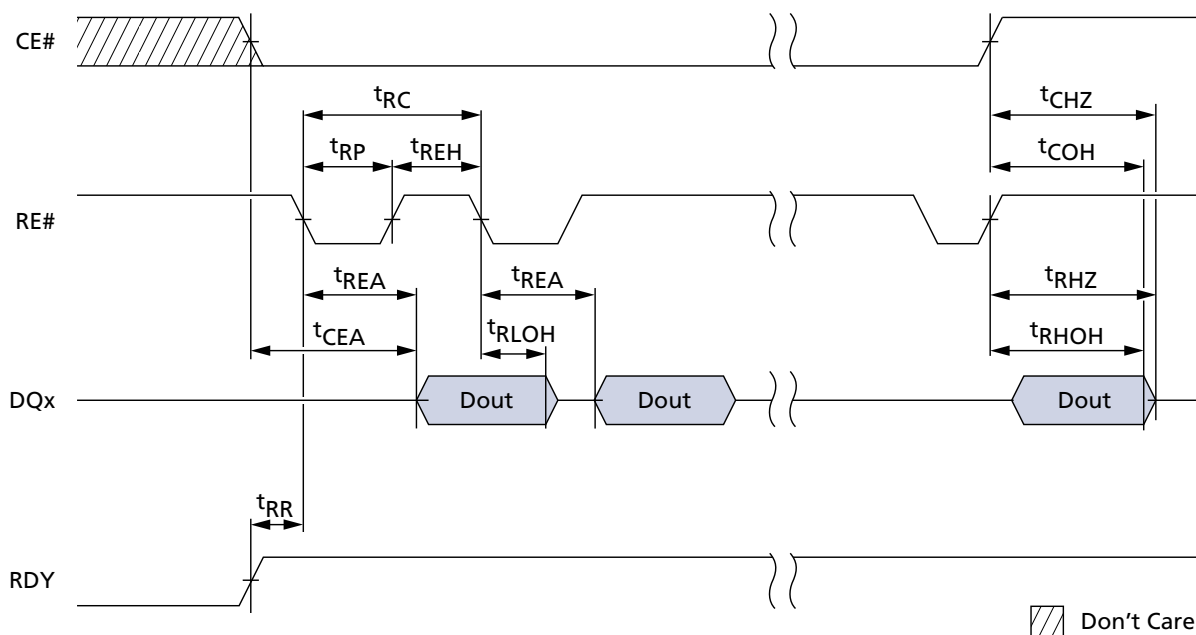 CE#
tRC
tCHZ
tRP
tREH
tCOH
RE#
tREA
tREA
tRHZ
tCEA
tRLOH
tRHOH
DQx
Dout
Dout
Dout
tRR
RDY
Don't Care